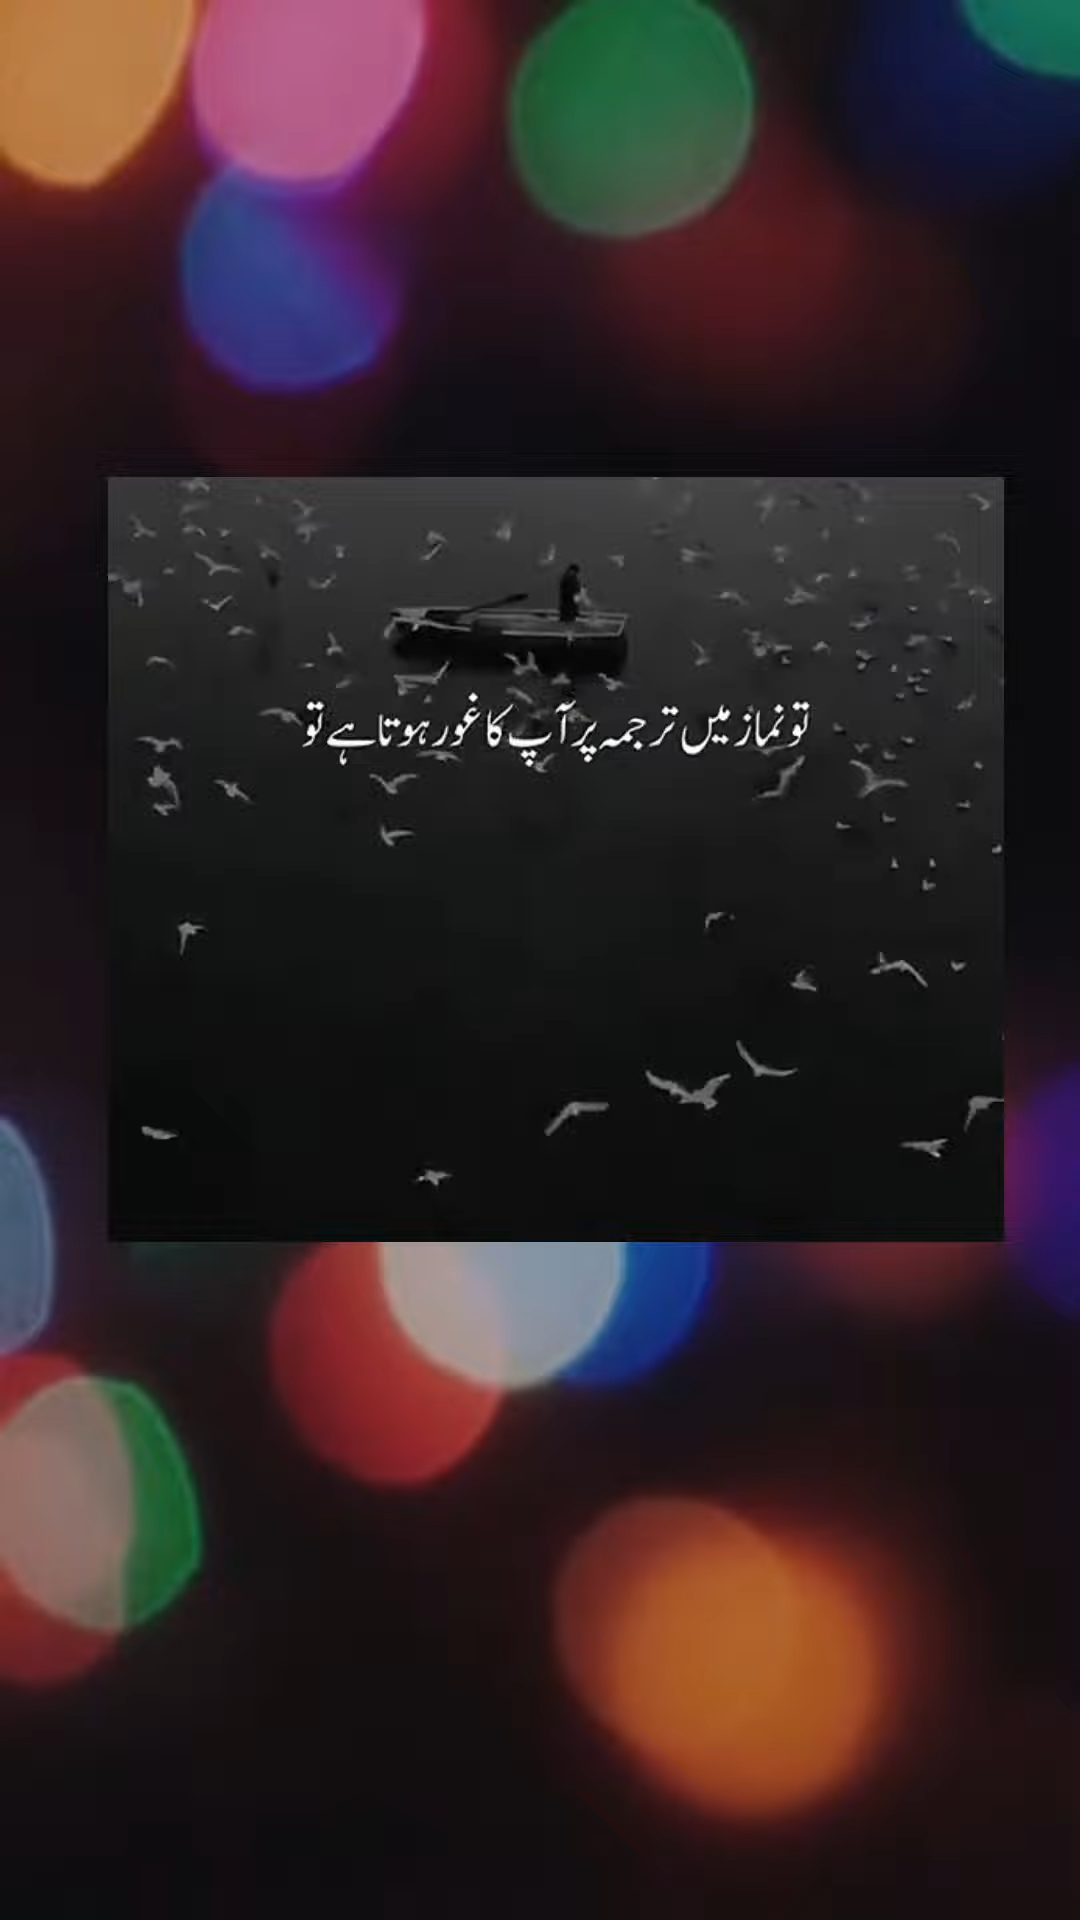 تو نماز میں ترجمہ پر آپ کا غور ہوتا ہے تو